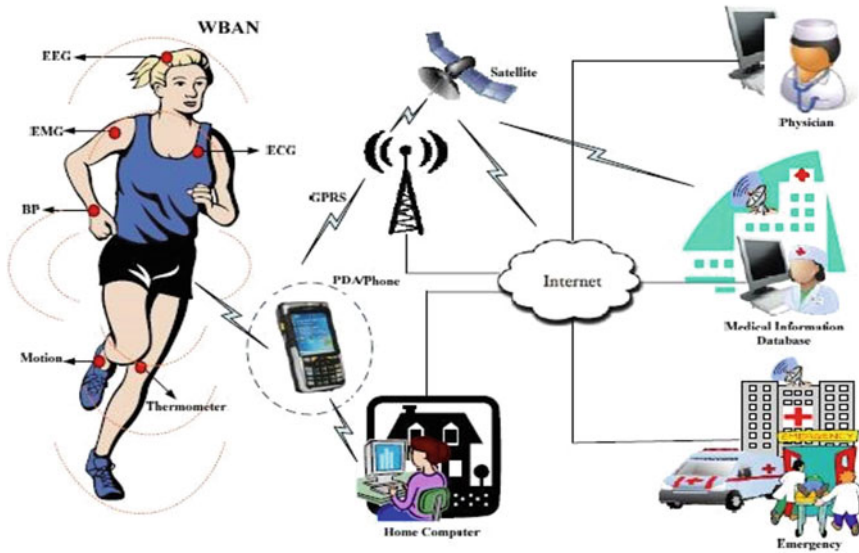 WBAN
EEG
EMG
ECG
BP
Motion
Thermometer
Satellite
GPRS
PDA/Phone
Home Computer
Internet
Physician
Medical Information
Database
EMERGENCY
Emergency